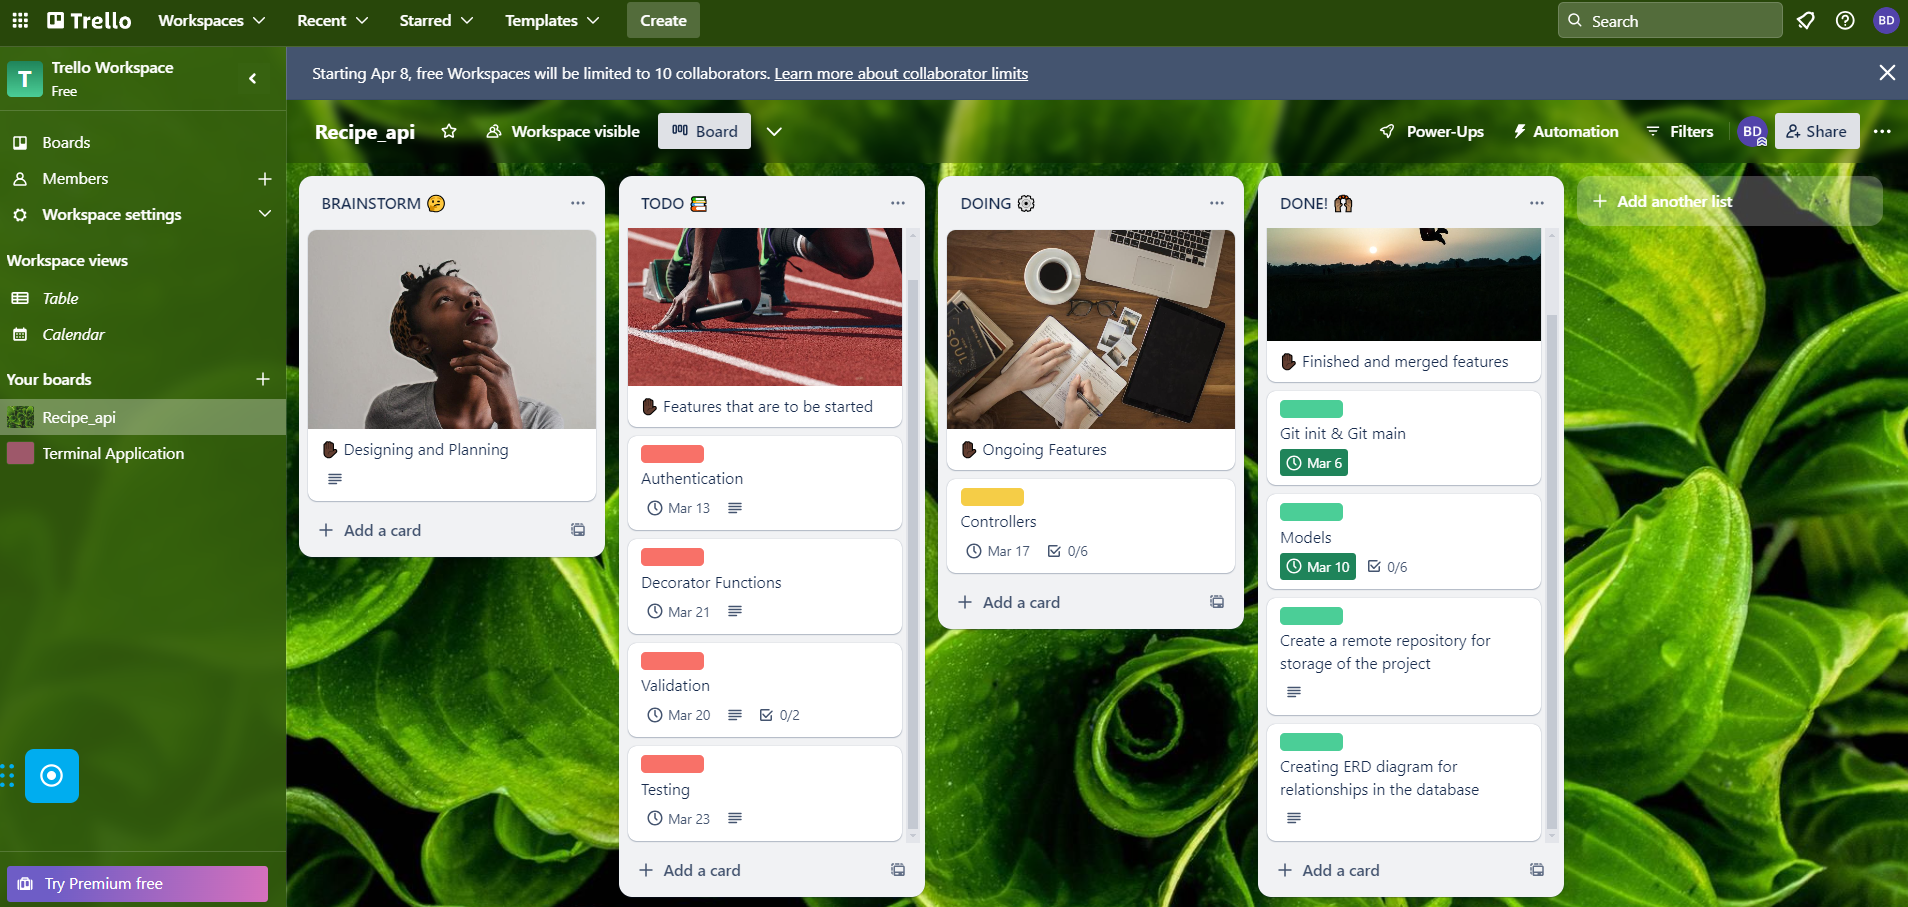 Trello
Workspaces
Recent
Starred
Templates
Create
Search
BD
T
Trello Workspace
Free
Starting Apr 8, free Workspaces will be limited to 10 collaborators. Learn more about collaborator limits
Boards
Members
Workspace settings
Workspace views
Table
Calendar
Your boards
Recipe_api
Terminal Application
Try Premium free
Recipe_api
Workspace visible
Board
Power-Ups
Automation
Filters
BD
Share
BRAINSTORM 🤔
Designing and Planning
Add a card
TODO 📚
Features that are to be started
Authentication
Mar 13
Decorator Functions
Mar 21
Validation
Mar 20
0/2
Testing
Mar 23
Add a card
DOING ⚙
SOUL
Ongoing Features
Controllers
Mar 17
0/6
Add a card
DONE! 🙌🏾
Finished and merged features
Git init & Git main
Mar 6
Models
Mar 10
0/6
Create a remote repository for
storage of the project
Creating ERD diagram for
relationships in the database
Add a card
Add another list